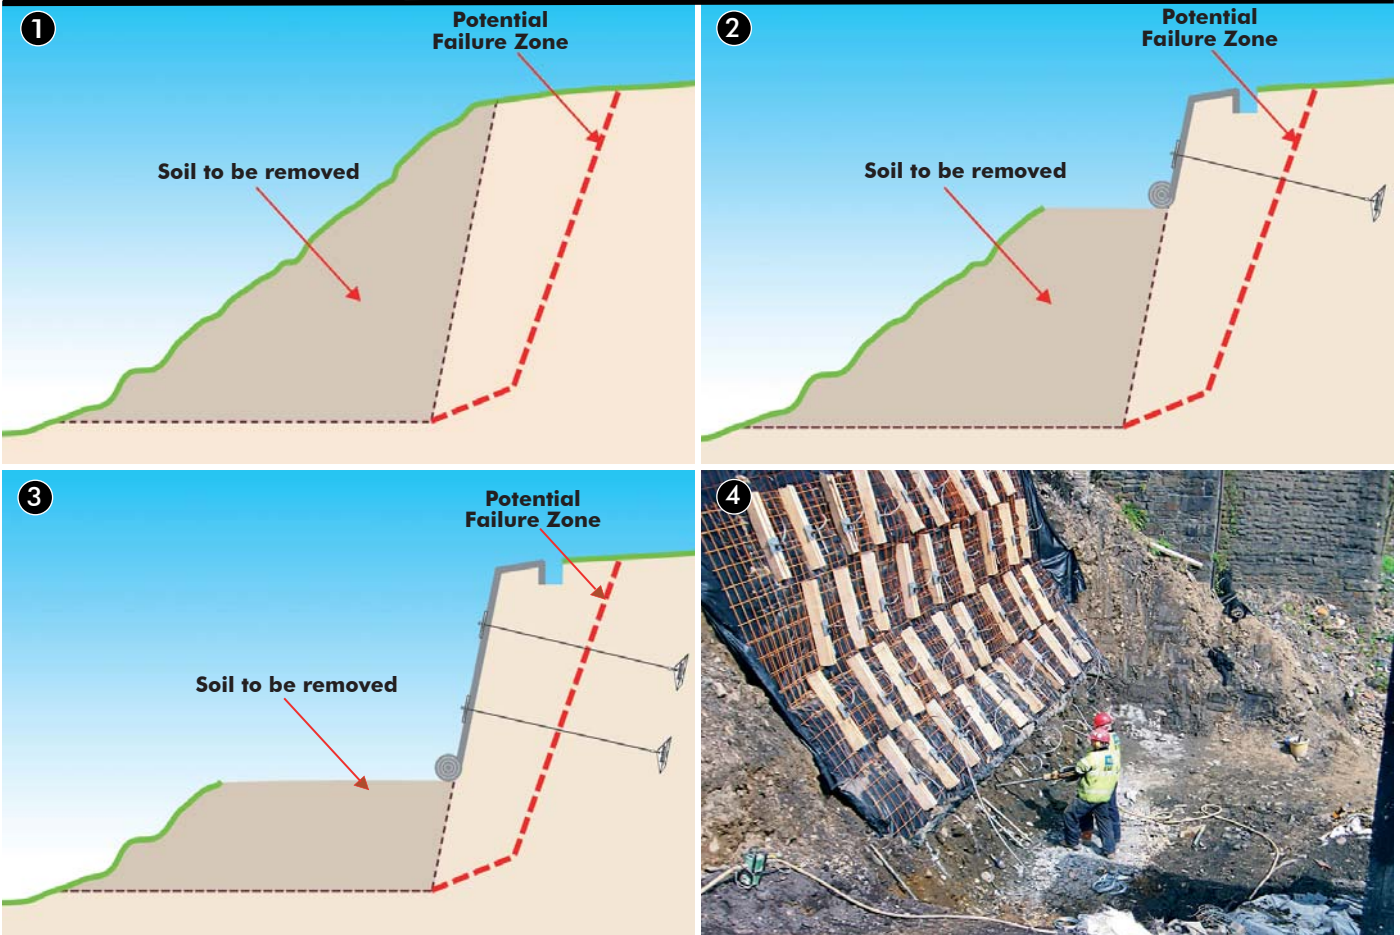 1
Potential
Failure Zone
Soil to be removed
2
Potential
Failure Zone
Soil to be removed
3
Potential
Failure Zone
Soil to be removed
4